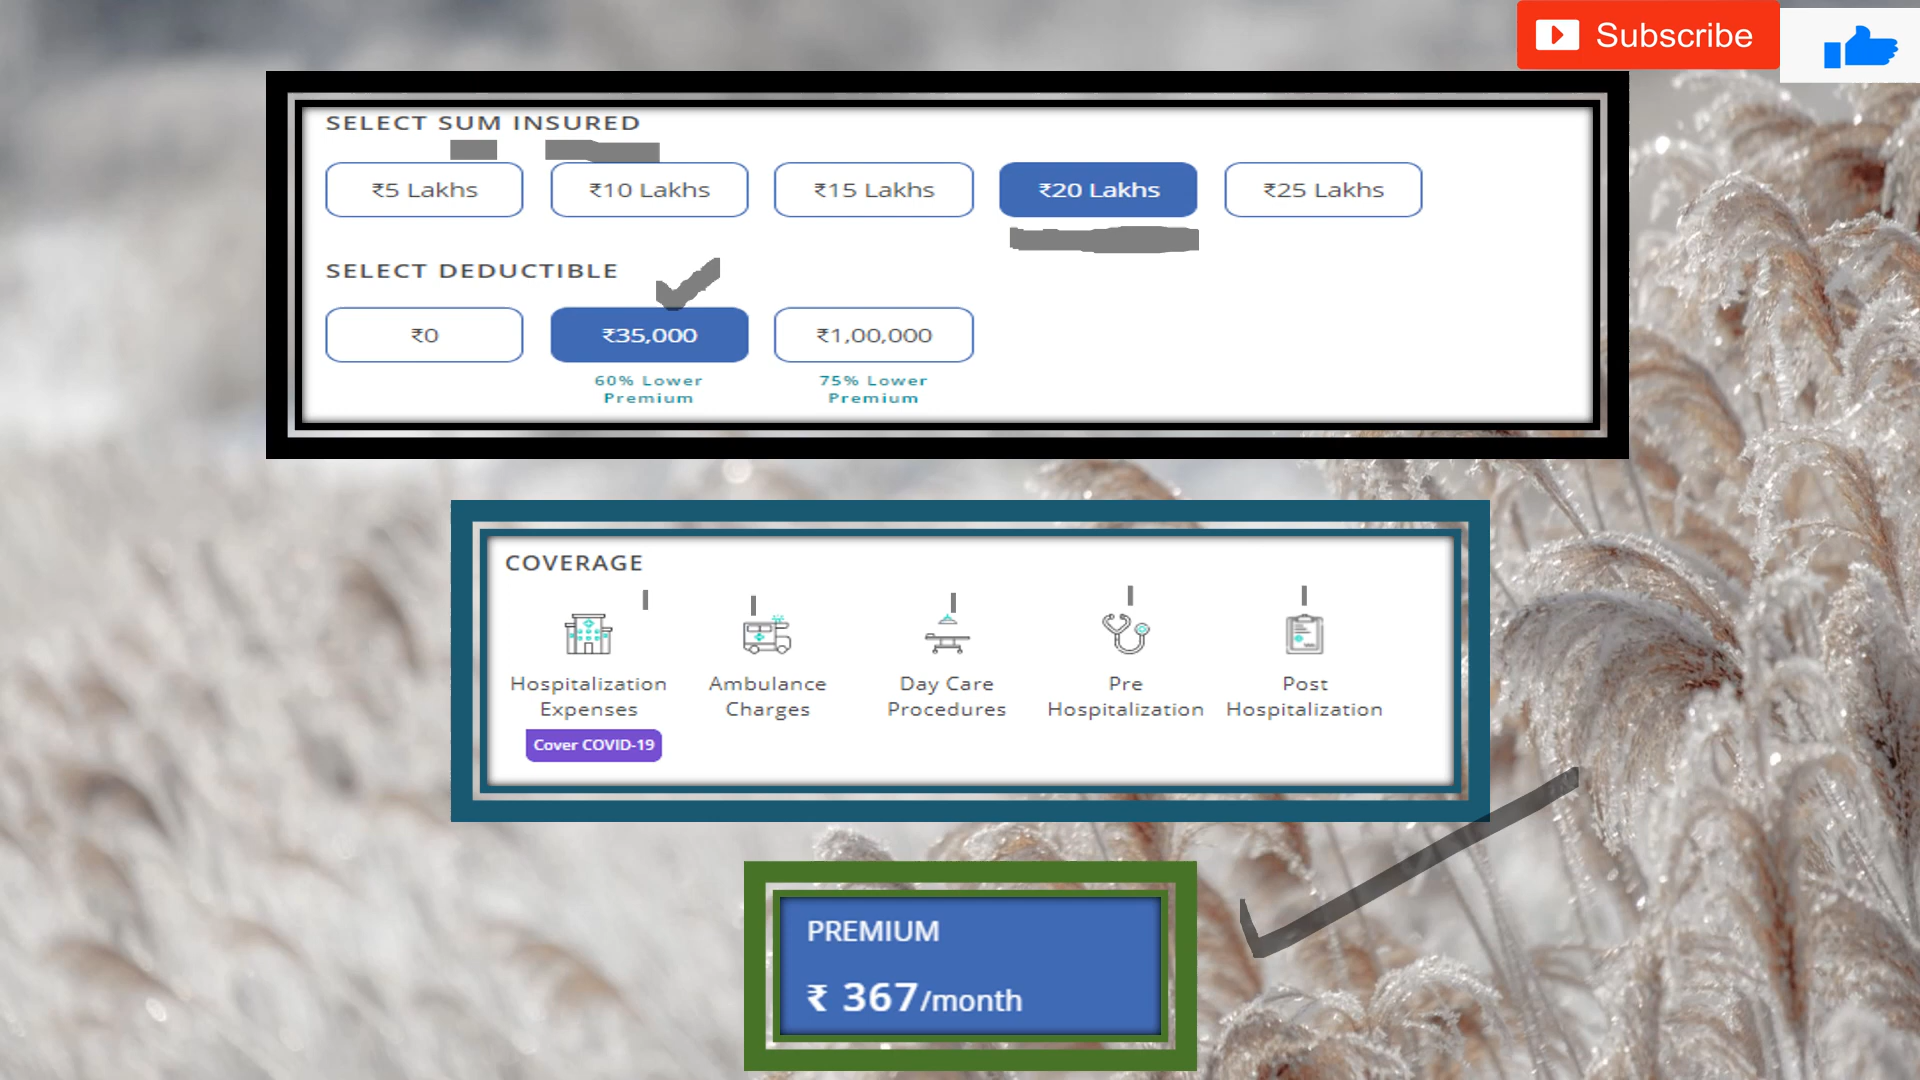 Subscribe
SELECT SUM INSURED
₹5 Lakhs ₹10 Lakhs ₹15 Lakhs ₹20 Lakhs ₹25 Lakhs
SELECT DEDUCTIBLE
₹0 ₹35,000 ₹1,00,000
60% Lower 75% Lower
Premium Premium
COVERAGE
Hospitalization Ambulance Day Care Pre Post
Expenses Charges Procedures Hospitalization Hospitalization
Cover COVID-19
PREMIUM
₹ 367/month